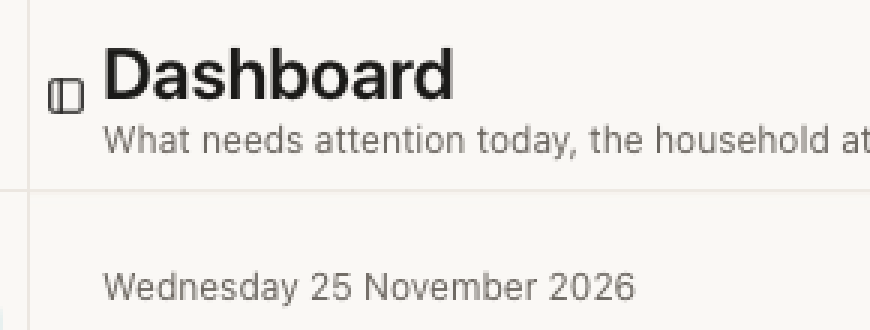 Dashboard
What needs attention today, the household at
Wednesday 25 November 2026